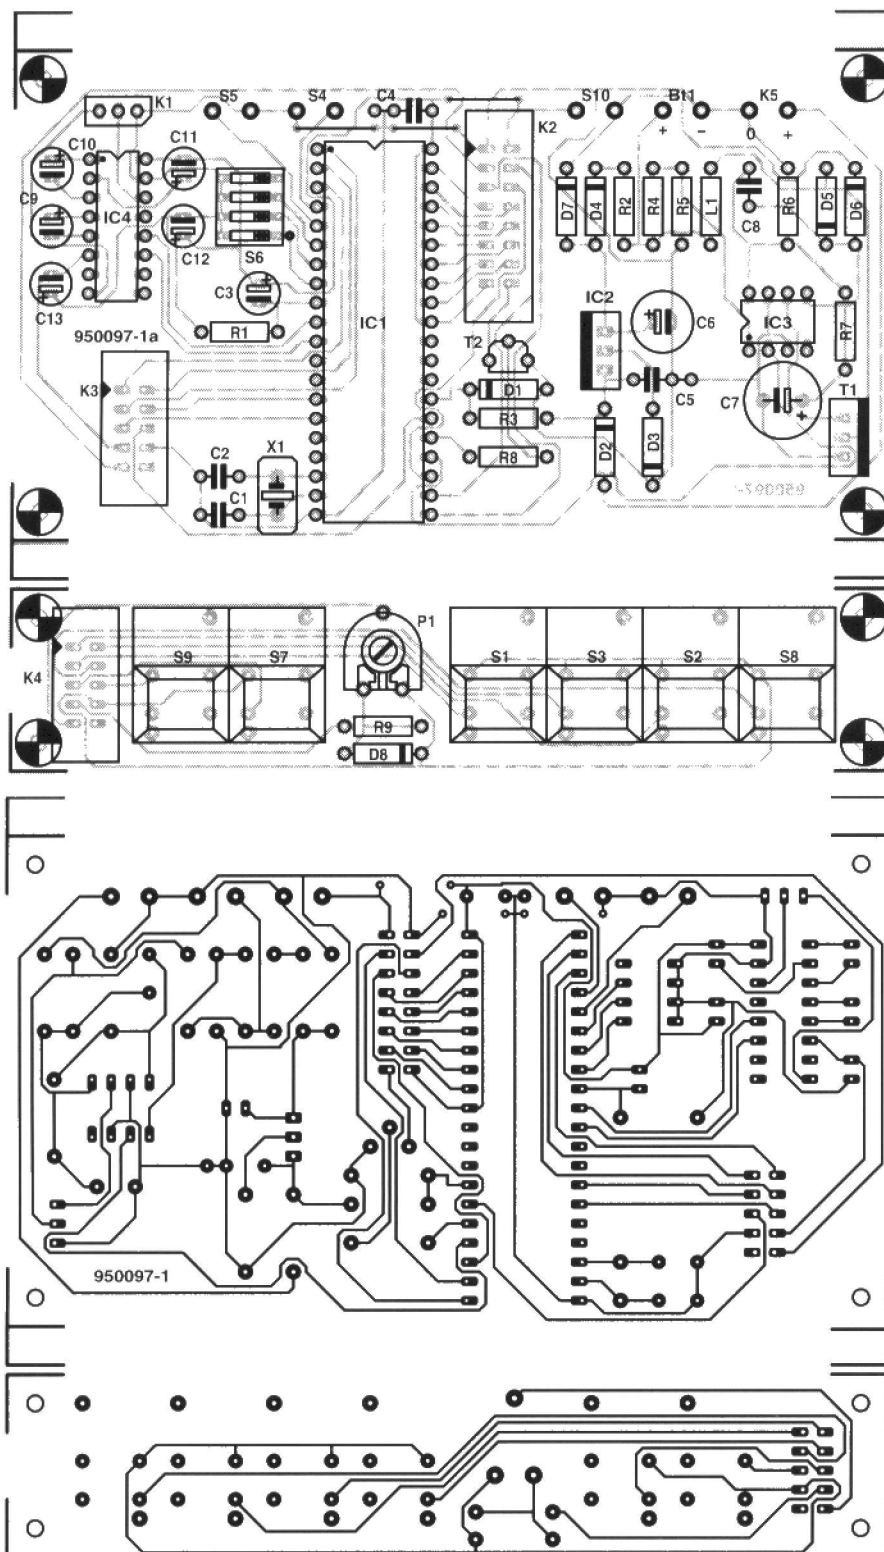 K1 S5 S4 C4 S10 Bt1 K5
+ − 0 +
K2
C10 C11
C9 IC4
D7 D4 R2 R4 R5 L1 C8 R6 D5 D6
C12 S6
C3 IC1
C13
IC2 C6 IC3 R7
950097-1a R1
T2
K3 D1 C5 C7 T1
R3
C2 X1 R8 D2 D3
C1
950097-
P1
S9 S7 S1 S3 S2 S8
K4
R9
D8
950097-1